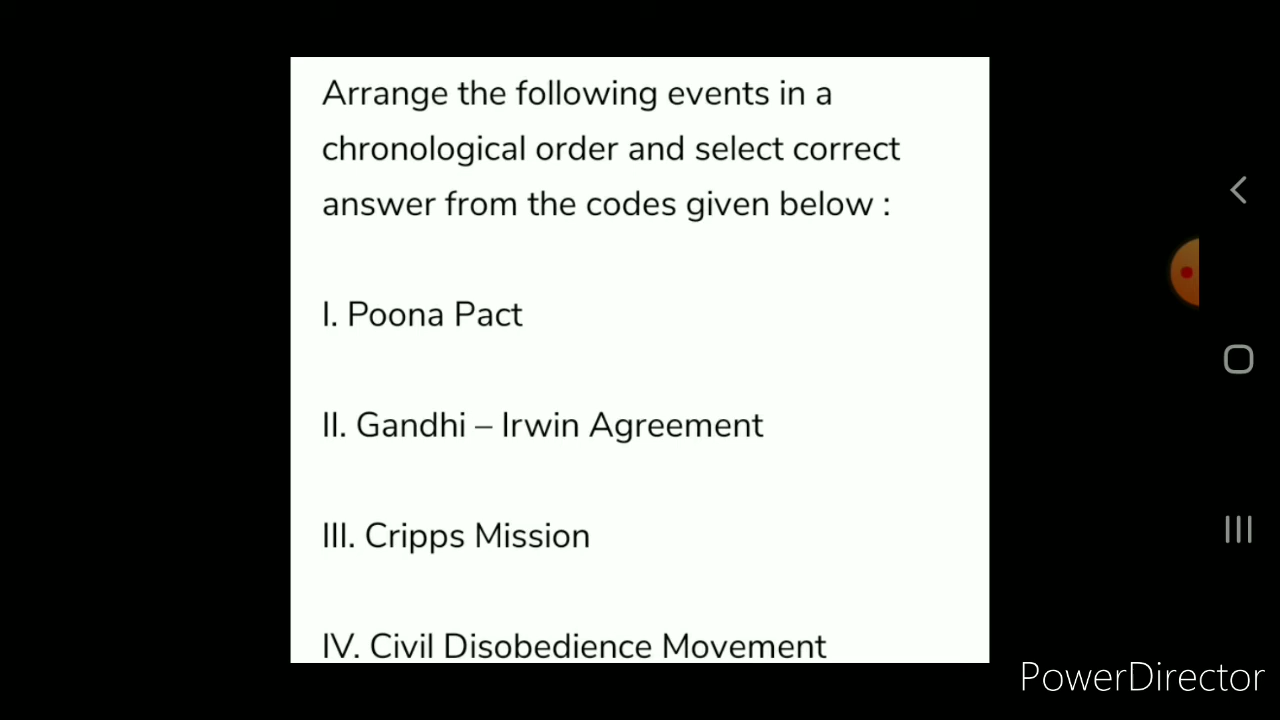 Arrange the following events in a
chronological order and select correct
answer from the codes given below :
I. Poona Pact
II. Gandhi – Irwin Agreement
III. Cripps Mission
IV. Civil Disobedience Movement
PowerDirector